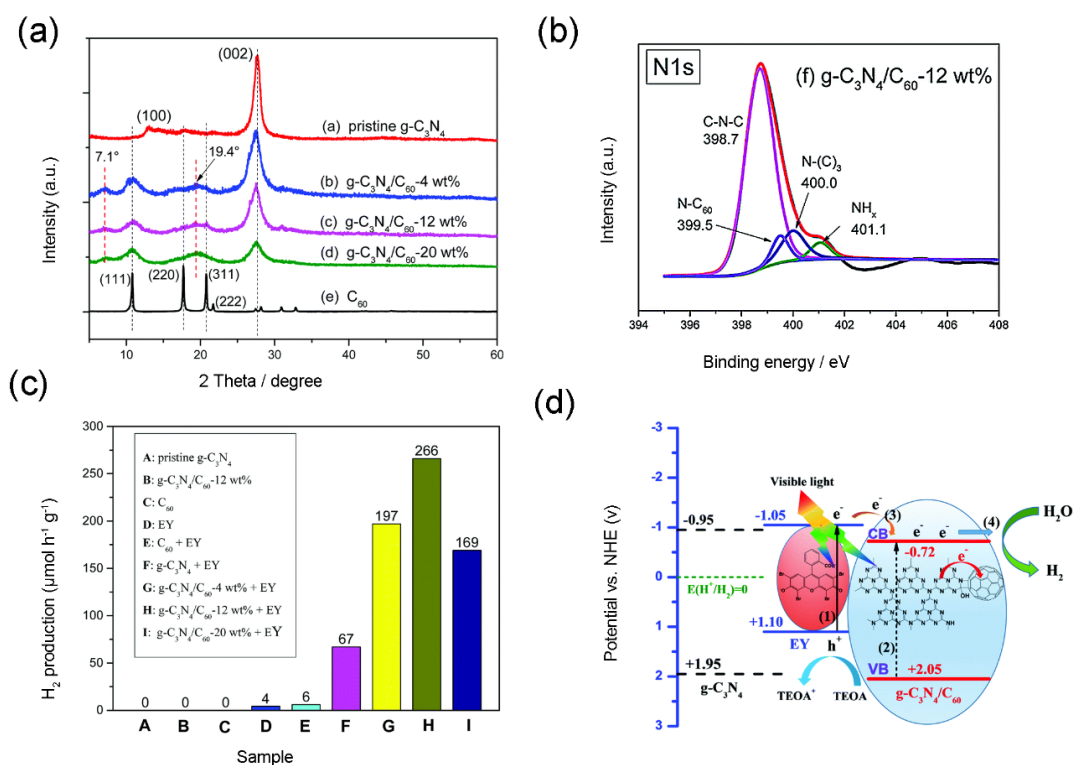 (a)
(002)
(100)
(a) pristine g-C₃N₄
7.1°
19.4°
(b) g-C₃N₄/C₆₀-4 wt%
(c) g-C₃N₄/C₆₀-12 wt%
(d) g-C₃N₄/C₆₀-20 wt%
(111)
(220)
(311)
(222)
(e) C₆₀
Intensity (a.u.)
10 20 30 40 50 60
2 Theta / degree
(b)
N1s
(f) g-C₃N₄/C₆₀-12 wt%
C-N-C
398.7
N-(C)₃
400.0
N-C₆₀
399.5
NHₓ
401.1
Intensity (a.u.)
394 396 398 400 402 404 406 408
Binding energy / eV
(c)
300
250
200
150
100
50
0
H₂ production (μmol h⁻¹ g⁻¹)
A: pristine g-C₃N₄
B: g-C₃N₄/C₆₀-12 wt%
C: C₆₀
D: EY
E: C₆₀ + EY
F: g-C₃N₄ + EY
G: g-C₃N₄/C₆₀-4 wt% + EY
H: g-C₃N₄/C₆₀-12 wt% + EY
I: g-C₃N₄/C₆₀-20 wt% + EY
0 0 0 4 6 67 197 266 169
A B C D E F G H I
Sample
(d)
-3
-2
-1
0
1
2
3
Potential vs. NHE (v)
Visible light
-0.95
-1.05
e⁻
e⁻
(3)
CB
e⁻ e⁻
(4)
H₂O
H₂
-0.72
e⁻
E(H⁺/H₂)=0
OH
NH
(1)
+1.10
EY
h⁺
(2)
+1.95
g-C₃N₄
TEOA⁺
TEOA
VB
+2.05
g-C₃N₄/C₆₀